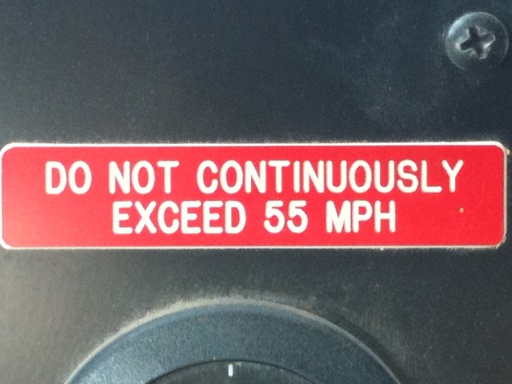 DO NOT CONTINUOUSLY
EXCEED 55 MPH